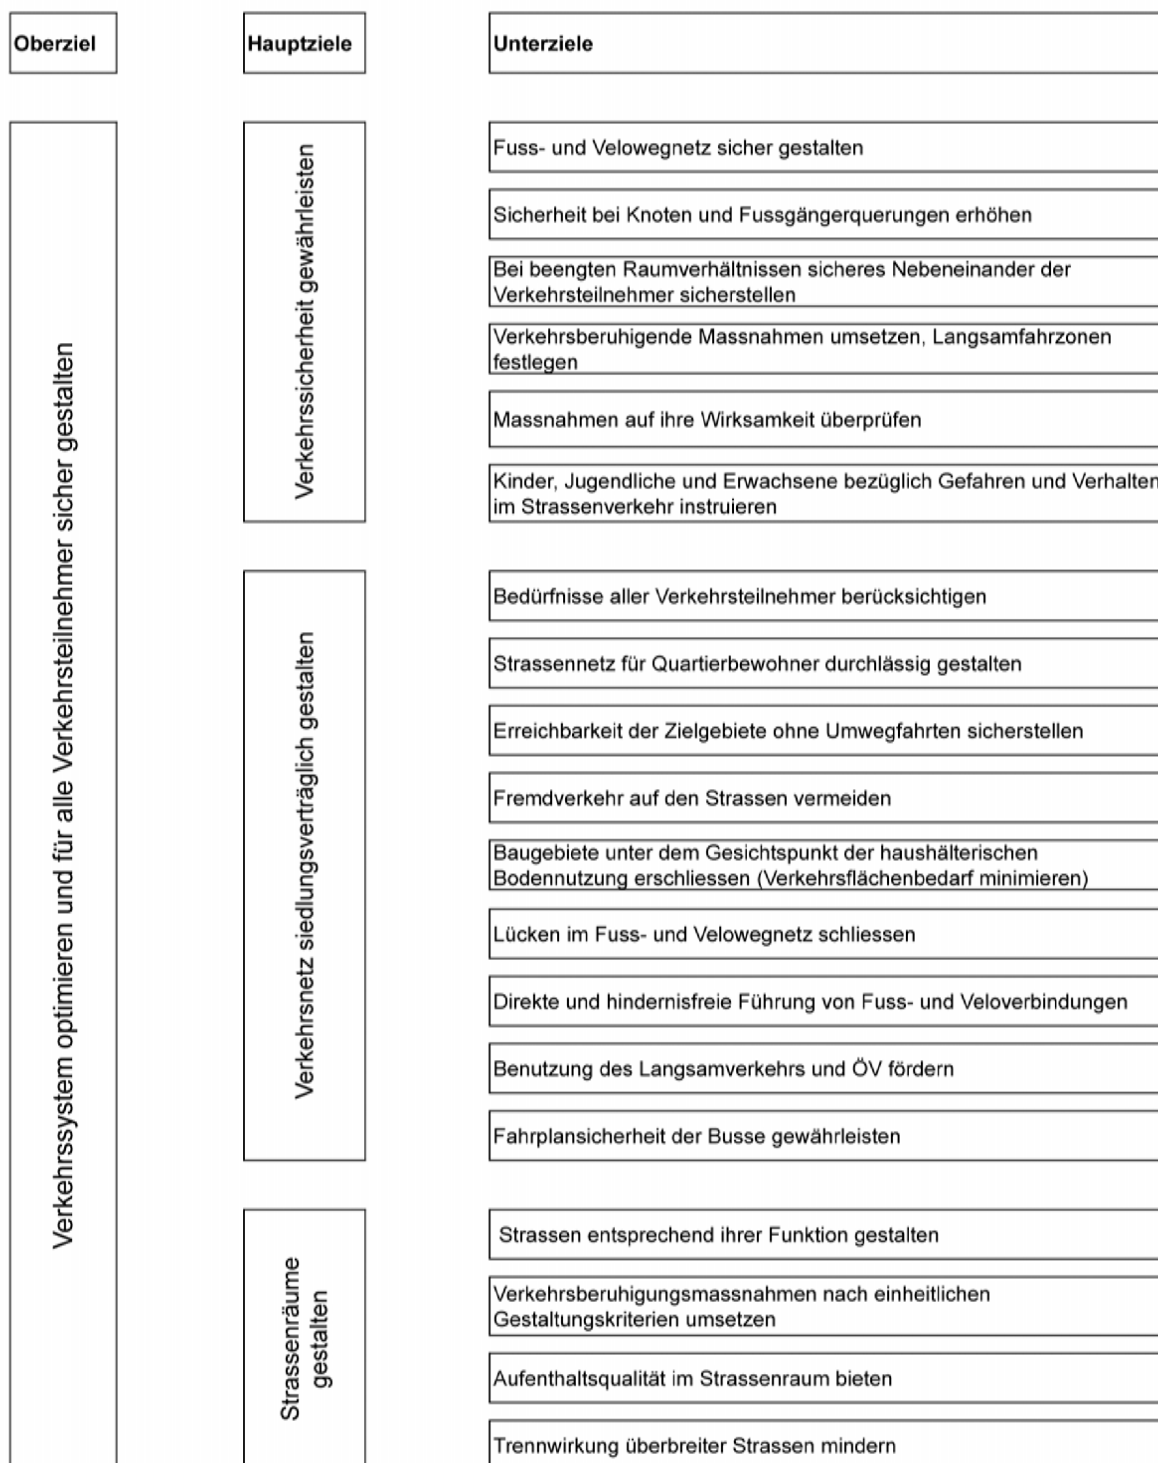 Oberziel
Hauptziele
Unterziele
Verkehrssystem optimieren und für alle Verkehrsteilnehmer sicher gestalten
Verkehrssicherheit gewährleisten
Fuss- und Velowegnetz sicher gestalten
Sicherheit bei Knoten und Fussgängerquerungen erhöhen
Bei beengten Raumverhältnissen sicheres Nebeneinander der
Verkehrsteilnehmer sicherstellen
Verkehrsberuhigende Massnahmen umsetzen, Langsamfahrzonen
festlegen
Massnahmen auf ihre Wirksamkeit überprüfen
Kinder, Jugendliche und Erwachsene bezüglich Gefahren und Verhalten
im Strassenverkehr instruieren
Verkehrsnetz siedlungsverträglich gestalten
Bedürfnisse aller Verkehrsteilnehmer berücksichtigen
Strassennetz für Quartierbewohner durchlässig gestalten
Erreichbarkeit der Zielgebiete ohne Umwegfahrten sicherstellen
Fremdverkehr auf den Strassen vermeiden
Baugebiete unter dem Gesichtspunkt der haushälterischen
Bodennutzung erschliessen (Verkehrsflächenbedarf minimieren)
Lücken im Fuss- und Velowegnetz schliessen
Direkte und hindernisfreie Führung von Fuss- und Veloverbindungen
Benutzung des Langsamverkehrs und ÖV fördern
Fahrplansicherheit der Busse gewährleisten
Strassenräume
gestalten
Strassen entsprechend ihrer Funktion gestalten
Verkehrsberuhigungsmassnahmen nach einheitlichen
Gestaltungskriterien umsetzen
Aufenthaltsqualität im Strassenraum bieten
Trennwirkung überbreiter Strassen mindern